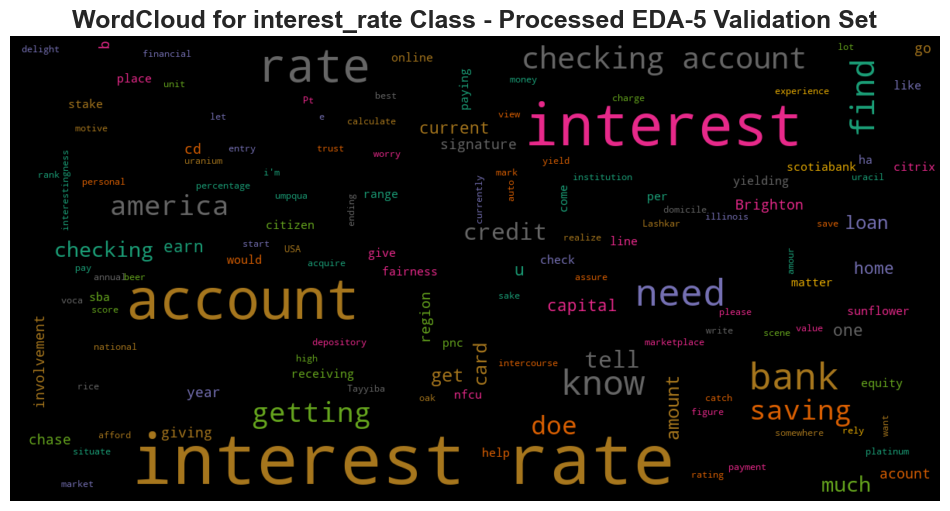 WordCloud for interest_rate Class - Processed EDA-5 Validation Set
delight
financial
b
rate
online
checking account
lot
go
place
unit
paying
money
find
like
stake
Pt
best
experience
charge
let
e
calculate
current
view
interest
motive
cd
signature
uranium
entry
trust
worry
yield
scotiabank
ha
citrix
rank
interestingness
personal
i'm
percentage
umpqua
range
currently
mark
auto
institution
yielding
uracil
america
ending
come
per
domicile
Brighton
citizen
credit
Lashkar
illinois
save
loan
checking
earn
start
USA
would
acquire
give
fairness
realize
line
check
u
amour
home
pay
annual
beer
assure
matter
voca
sba
score
account
region
sake
capital
need
sunflower
please
involvement
national
depository
pnc
marketplace
write
scene
value
one
high
receiving
Tayyiba
get
card
intercourse
tell
know
bank
equity
rice
year
oak
nfcu
amount
catch
figure
saving
want
chase
afford
getting
giving
doe
somewhere
rely
situate
interest rate
help
platinum
market
rating
payment
much
acount